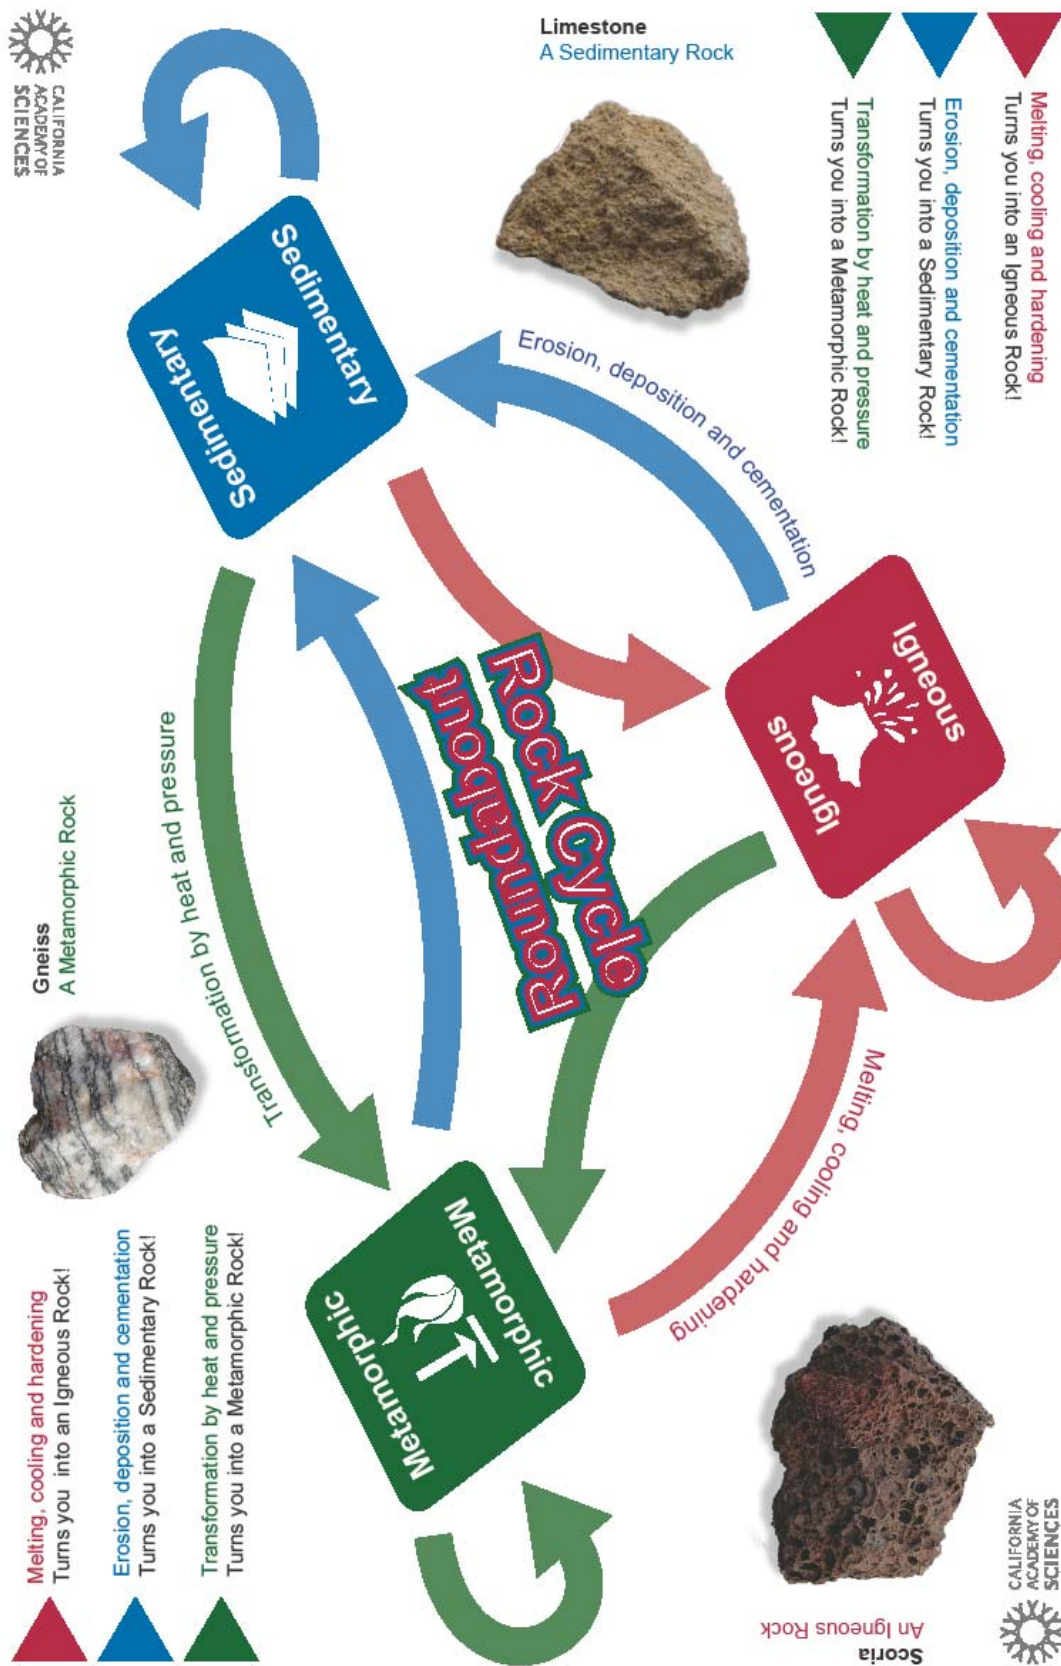 Limestone
A Sedimentary Rock
Melting, cooling and hardening
Turns you into an Igneous Rock!
Erosion, deposition and cementation
Turns you into a Sedimentary Rock!
Transformation by heat and pressure
Turns you into a Metamorphic Rock!
CALIFORNIA
ACADEMY OF
SCIENCES
Sedimentary
Sedimentary
Erosion, deposition and cementation
Igneous
Igneous
Rock Cycle
Roundabout
Transformation by heat and pressure
Gneiss
A Metamorphic Rock
Metamorphic
Metamorphic
Melting, cooling and hardening
Melting, cooling and hardening
Turns you into an Igneous Rock!
Erosion, deposition and cementation
Turns you into a Sedimentary Rock!
Transformation by heat and pressure
Turns you into a Metamorphic Rock!
Scoria
An Igneous Rock
CALIFORNIA
ACADEMY OF
SCIENCES